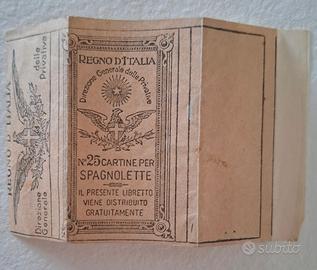 REGNO D'ITALIA
Direzione Generale delle Privative
REGNO D'ITALIA
Direzione Generale delle Privative
Nº 25 CARTINE PER
SPAGNOLETTE
IL PRESENTE LIBRETTO
VIENE DISTRIBUITO
GRATUITAMENTE
subito